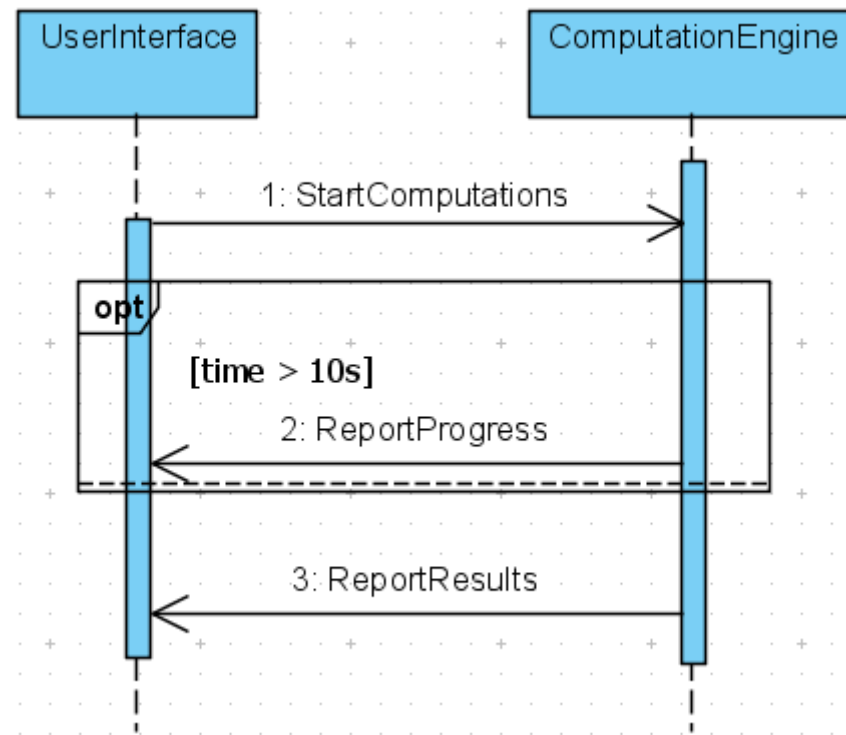 UserInterface
ComputationEngine
1: StartComputations
opt
[time > 10s]
2: ReportProgress
3: ReportResults